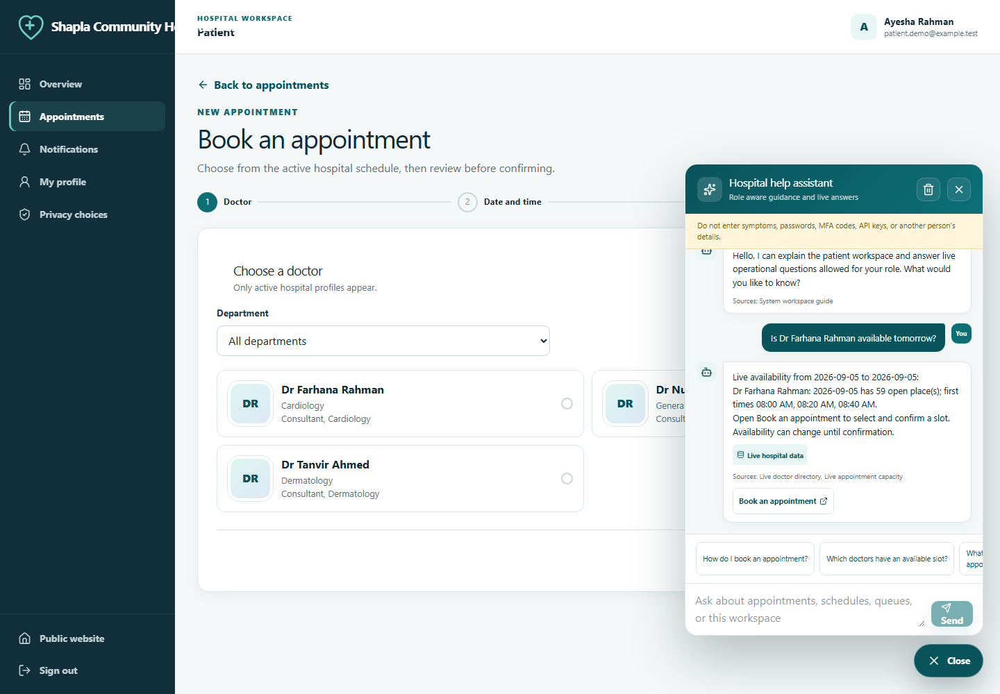 Shapla Community H
HOSPITAL WORKSPACE
Patient
A
Ayesha Rahman
patient.demo@example.test
Overview
Appointments
Notifications
My profile
Privacy choices
Public website
Sign out
Back to appointments
NEW APPOINTMENT
Book an appointment
Choose from the active hospital schedule, then review before confirming.
1 Doctor
2 Date and time
Choose a doctor
Only active hospital profiles appear.
Department
All departments
DR
Dr Farhana Rahman
Cardiology
Consultant, Cardiology
DR
Dr Nu
Genera
Consult
DR
Dr Tanvir Ahmed
Dermatology
Consultant, Dermatology
Hospital help assistant
Role aware guidance and live answers
Do not enter symptoms, passwords, MFA codes, API keys, or another person's
details.
Hello. I can explain the patient workspace and answer live
operational questions allowed for your role. What would
you like to know?
Sources: System workspace guide
Is Dr Farhana Rahman available tomorrow?
You
Live availability from 2026-09-05 to 2026-09-05:
Dr Farhana Rahman: 2026-09-05 has 59 open place(s); first
times 08:00 AM, 08:20 AM, 08:40 AM.
Open Book an appointment to select and confirm a slot.
Availability can change until confirmation.
Live hospital data
Sources: Live doctor directory, Live appointment capacity
Book an appointment
How do I book an appointment?
Which doctors have an available slot?
What
appo
Ask about appointments, schedules, queues,
or this workspace
Send
Close